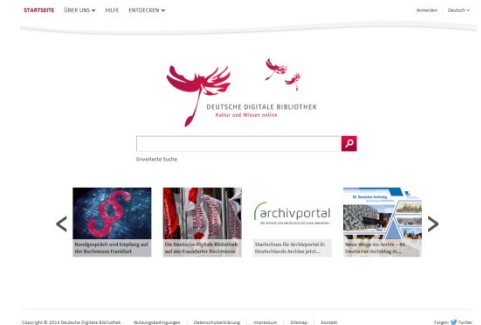 STARTSEITE ÜBER UNS HILFE ENTDECKEN Anmelden Deutsch
DEUTSCHE DIGITALE BIBLIOTHEK
Kultur und Wissen online
Erweiterte Suche
archivportal
Rundgespräch und Empfang auf
der Buchmesse Frankfurt
Die Deutsche Digitale Bibliothek
auf der Frankfurter Buchmesse
Startschuss für Archivportal-D:
Deutschlands Archive jetzt...
Neue Wege ins Archiv – 84.
Deutscher Archivtag in...
Copyright © 2014 Deutsche Digitale Bibliothek Nutzungsbedingungen Datenschutzerklärung Impressum Sitemap Kontakt Folgen: Twitter